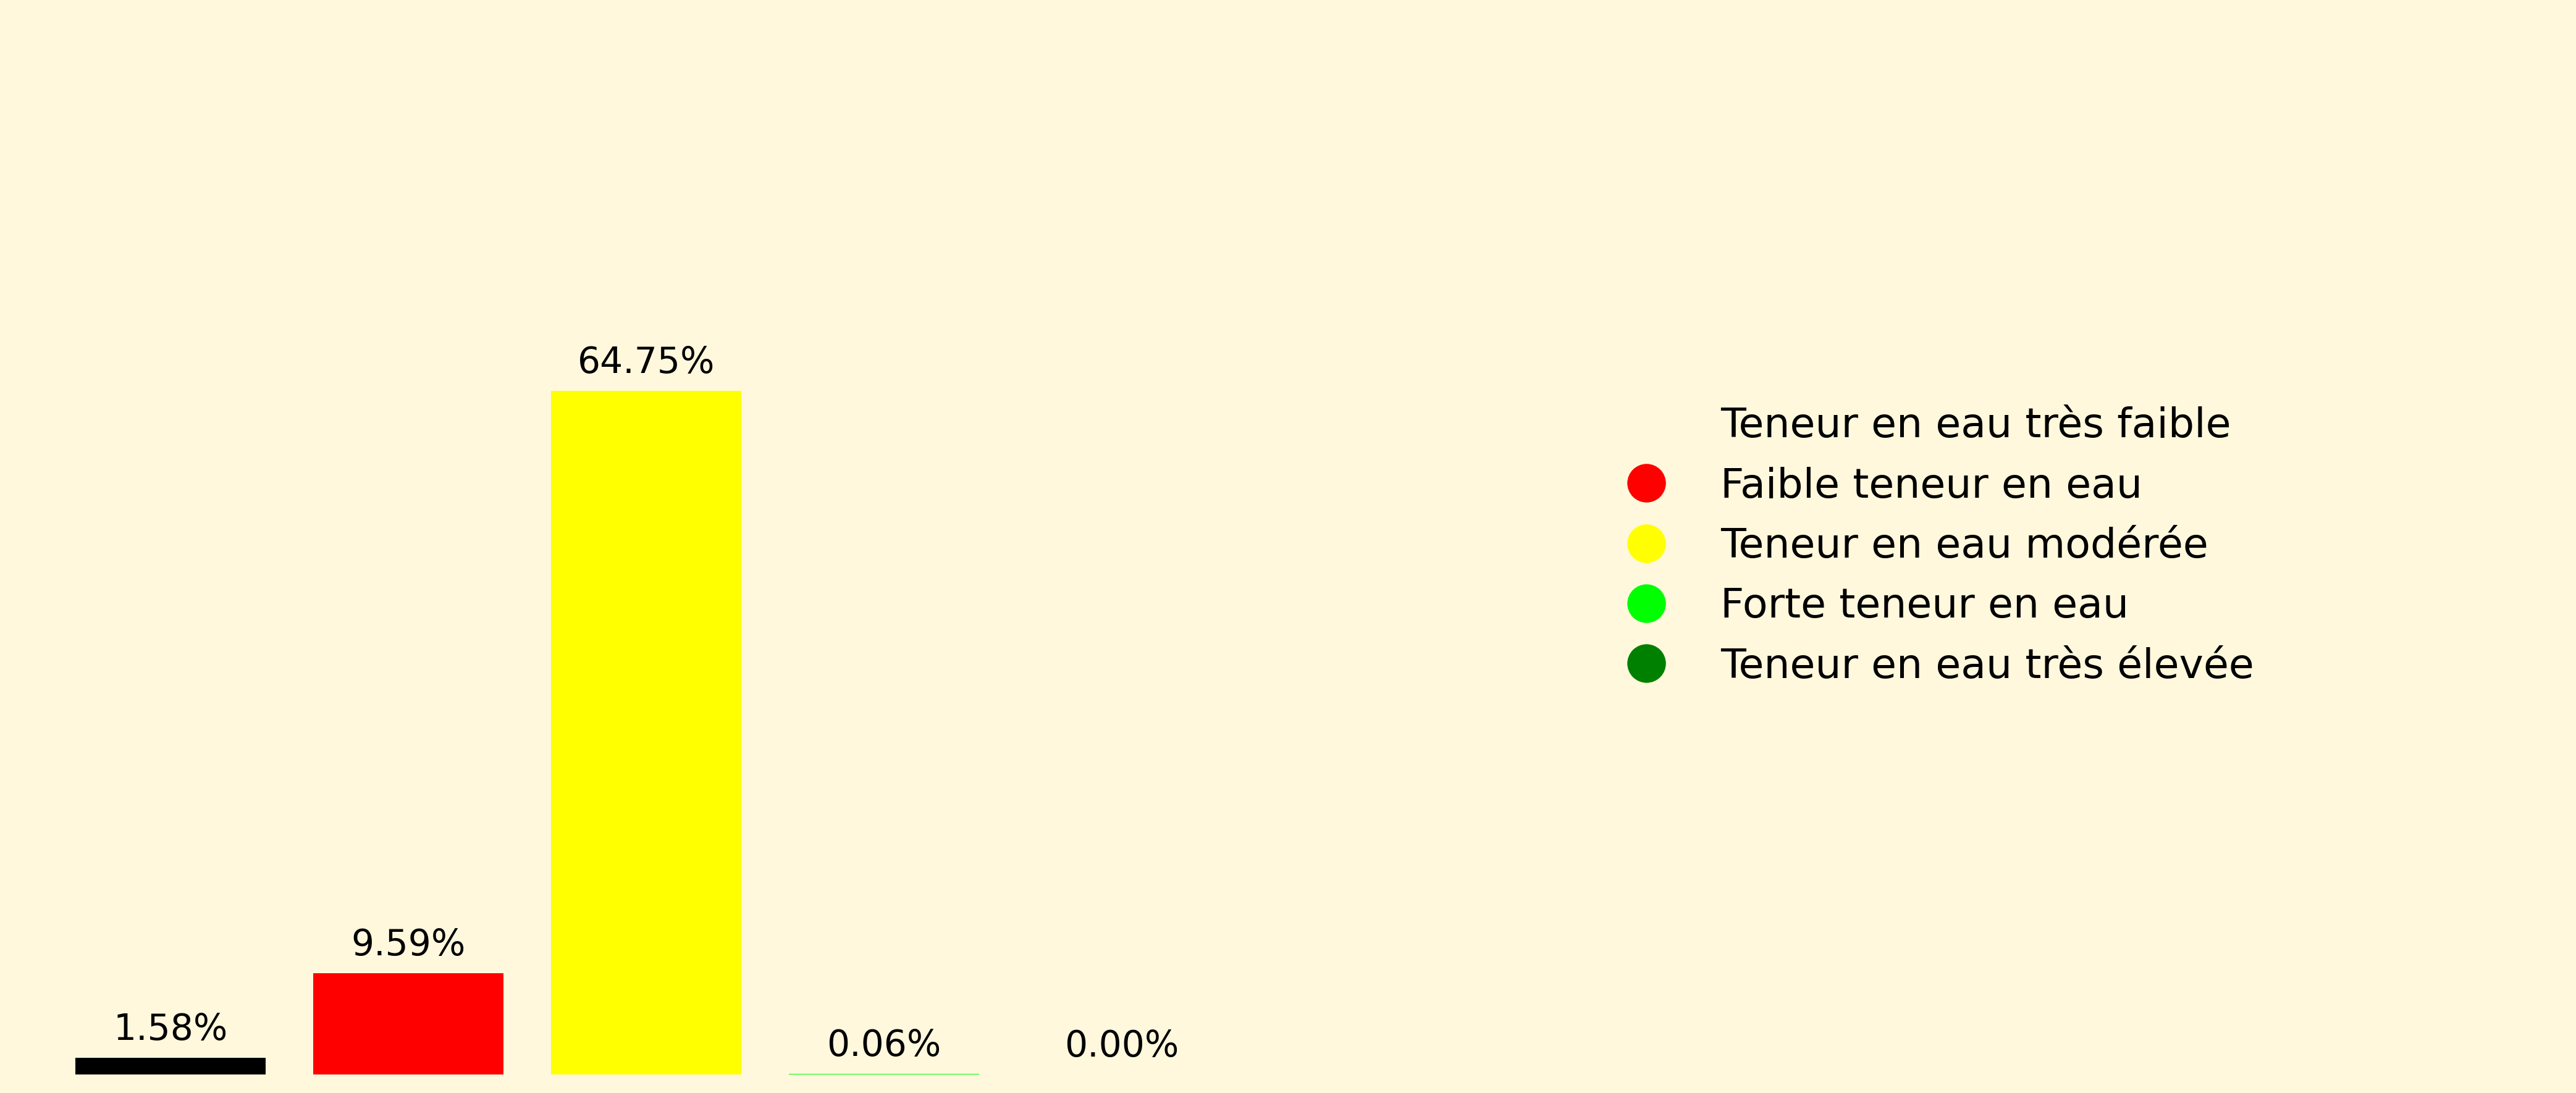 64.75%
9.59%
1.58%
0.06%
0.00%
Teneur en eau très faible
Faible teneur en eau
Teneur en eau modérée
Forte teneur en eau
Teneur en eau très élevée